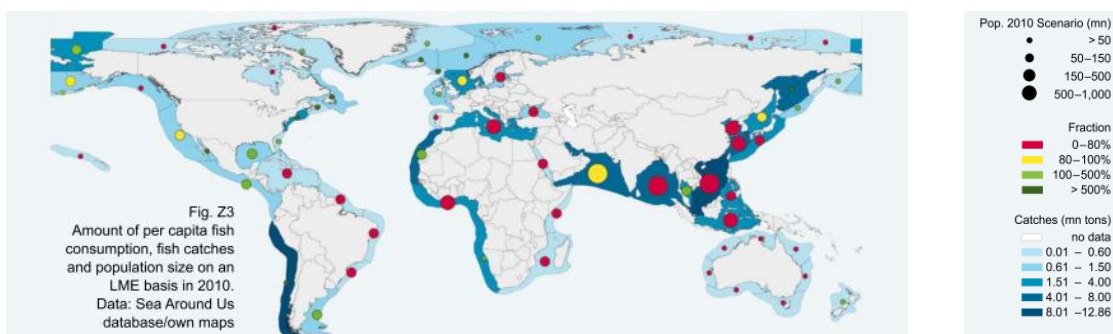 Fig. Z3
Amount of per capita fish
consumption, fish catches
and population size on an
LME basis in 2010.
Data: Sea Around Us
database/own maps
Pop. 2010 Scenario (mn)
> 50
50–150
150–500
500–1,000
Fraction
0–80%
80–100%
100–500%
> 500%
Catches (mn tons)
no data
0.01 – 0.60
0.61 – 1.50
1.51 – 4.00
4.01 – 8.00
8.01 –12.86